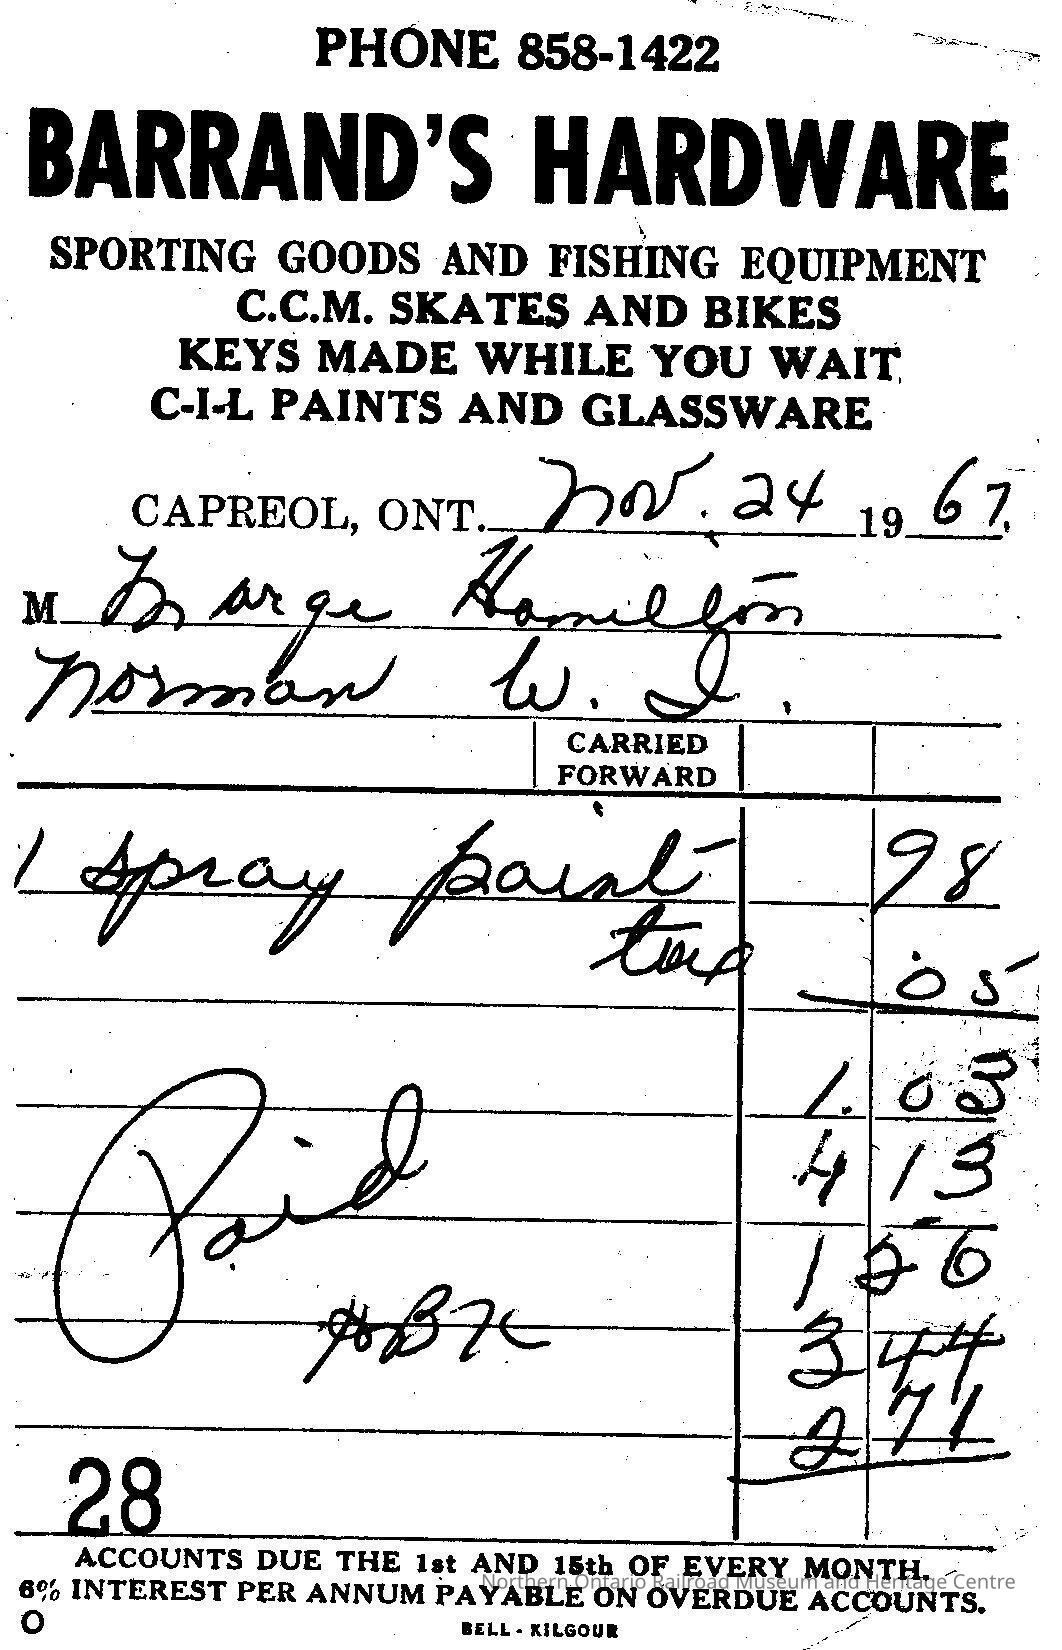 PHONE 858-1422
BARRAND'S HARDWARE
SPORTING GOODS AND FISHING EQUIPMENT
C.C.M. SKATES AND BIKES
KEYS MADE WHILE YOU WAIT
C-I-L PAINTS AND GLASSWARE
CAPREOL, ONT. Nov. 24 1967.
M Marge Hamilton
Norman W. I.
CARRIED
FORWARD
1 spray paint 98
tax .05
1.03
4 13
1 26
Paid
3 44
2 71
28
ACCOUNTS DUE THE 1st AND 15th OF EVERY MONTH.
6% INTEREST PER ANNUM PAYABLE ON OVERDUE ACCOUNTS.
Northern Ontario Railroad Museum and Heritage Centre
O
BELL - KILGOUR